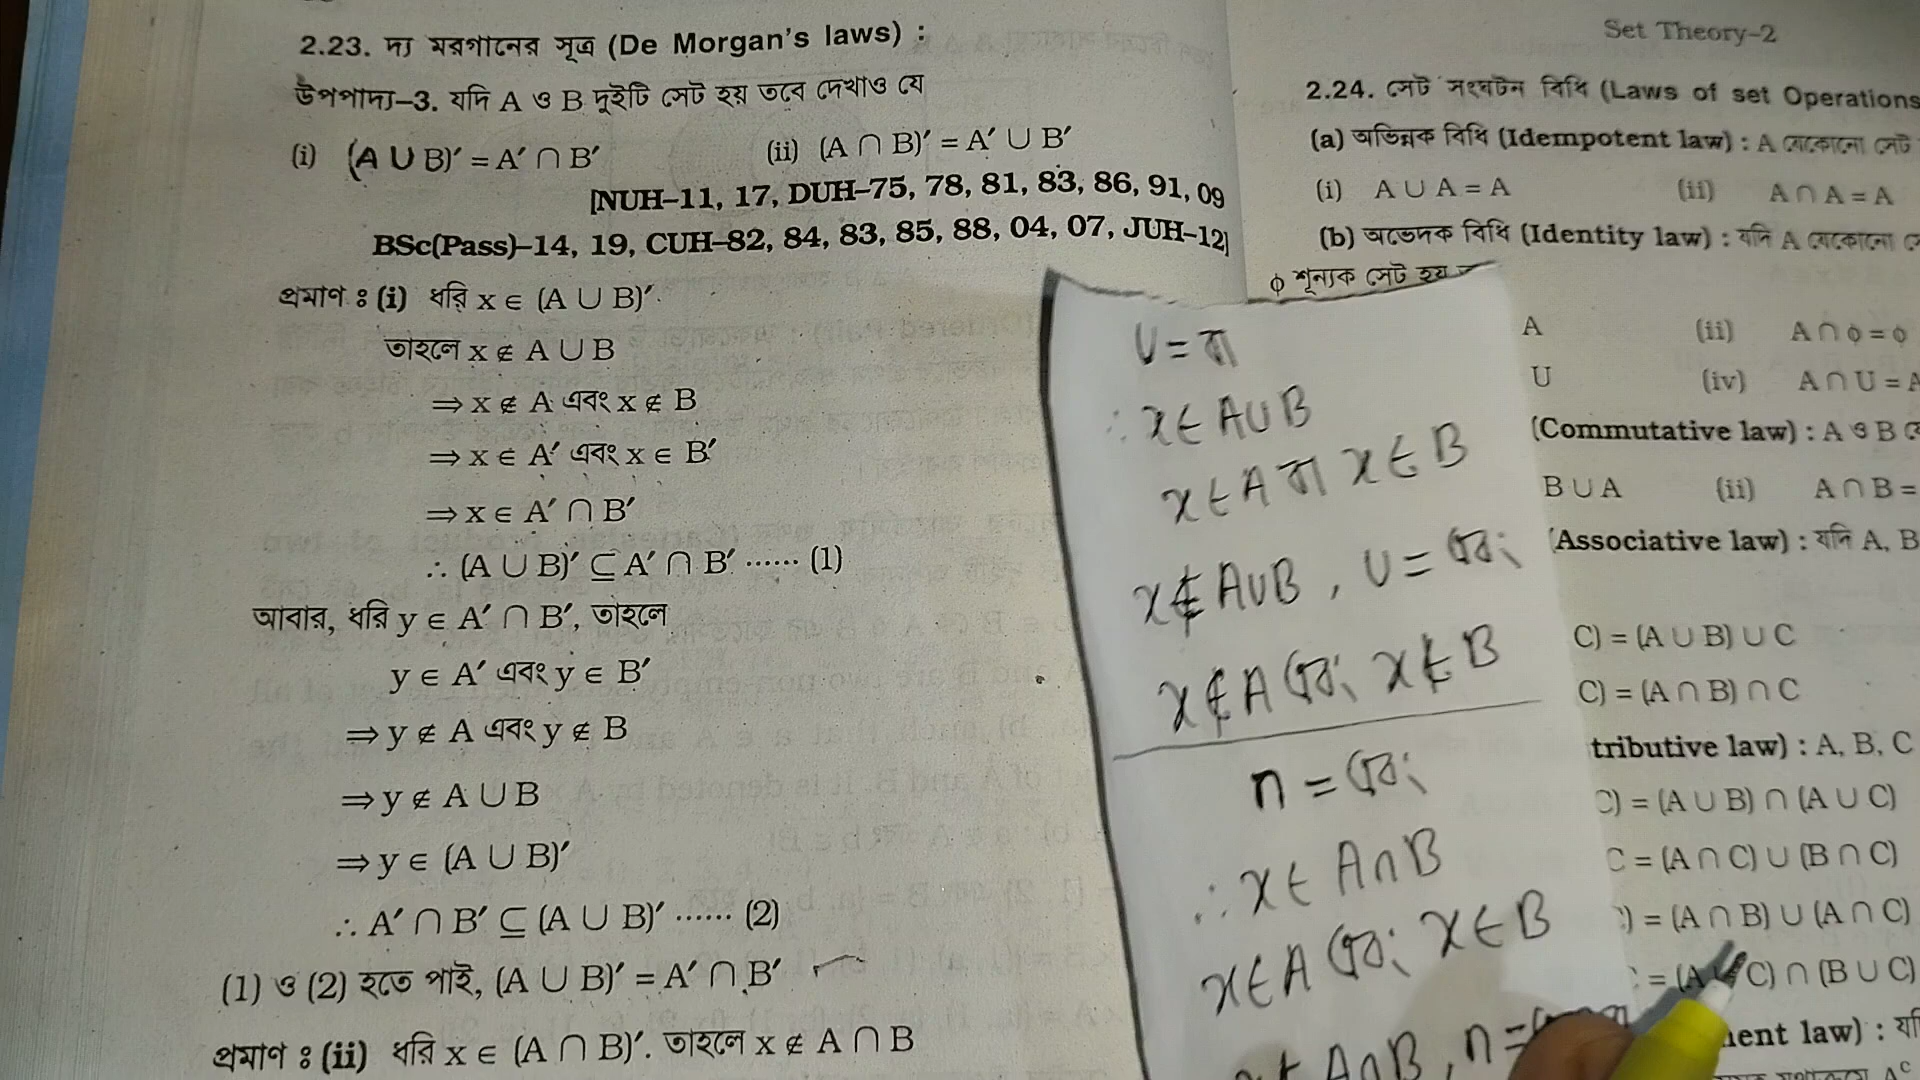 2.23. দ্য মরগানের সূত্র (De Morgan's laws) :
উপপাদ্য–3. যদি A ও B দুইটি সেট হয় তবে দেখাও যে
(i) (A ∪ B)′ = A′ ∩ B′ (ii) (A ∩ B)′ = A′ ∪ B′
[NUH–11, 17, DUH–75, 78, 81, 83, 86, 91, 09
BSc(Pass)–14, 19, CUH–82, 84, 83, 85, 88, 04, 07, JUH–12]
প্রমাণ ঃ (i) ধরি x ∈ (A ∪ B)′.
তাহলে x ∉ A ∪ B
⇒ x ∉ A এবং x ∉ B
⇒ x ∈ A′ এবং x ∈ B′
⇒ x ∈ A′ ∩ B′
∴ (A ∪ B)′ ⊆ A′ ∩ B′ ...... (1)
আবার, ধরি y ∈ A′ ∩ B′, তাহলে
y ∈ A′ এবং y ∈ B′
⇒ y ∉ A এবং y ∉ B
⇒ y ∉ A ∪ B
⇒ y ∈ (A ∪ B)′
∴ A′ ∩ B′ ⊆ (A ∪ B)′ ...... (2)
(1) ও (2) হতে পাই, (A ∪ B)′ = A′ ∩ B′
প্রমাণ ঃ (ii) ধরি x ∈ (A ∩ B)′. তাহলে x ∉ A ∩ B
∪ = বা
∴ x ∈ A∪B
x ∈ A বা x ∈ B
x ∉ A∪B , ∪ = এবং
x ∉ A এবং x ∉ B
∩ = এবং
∴ x ∈ A∩B
x ∈ A এবং x ∈ B
A∩B, ∩ =
Set Theory–2
2.24. সেট সংঘটন বিধি (Laws of set Operations
(a) অভিন্নক বিধি (Idempotent law) : A যেকোনো সেট
(i) A ∪ A = A (ii) A ∩ A = A
(b) অভেদক বিধি (Identity law) : যদি A যেকোনো
ϕ শূন্যক সেট হয়
A (ii) A ∩ ϕ = ϕ
U (iv) A ∩ U = A
(Commutative law) : A ও B
B ∪ A (ii) A ∩ B =
(Associative law) : যদি A, B
C) = (A ∪ B) ∪ C
C) = (A ∩ B) ∩ C
tributive law) : A, B, C
C) = (A ∪ B) ∩ (A ∪ C)
C = (A ∩ C) ∪ (B ∩ C)
) = (A ∩ B) ∪ (A ∩ C)
= (A ∪ C) ∩ (B ∪ C)
ment law) :